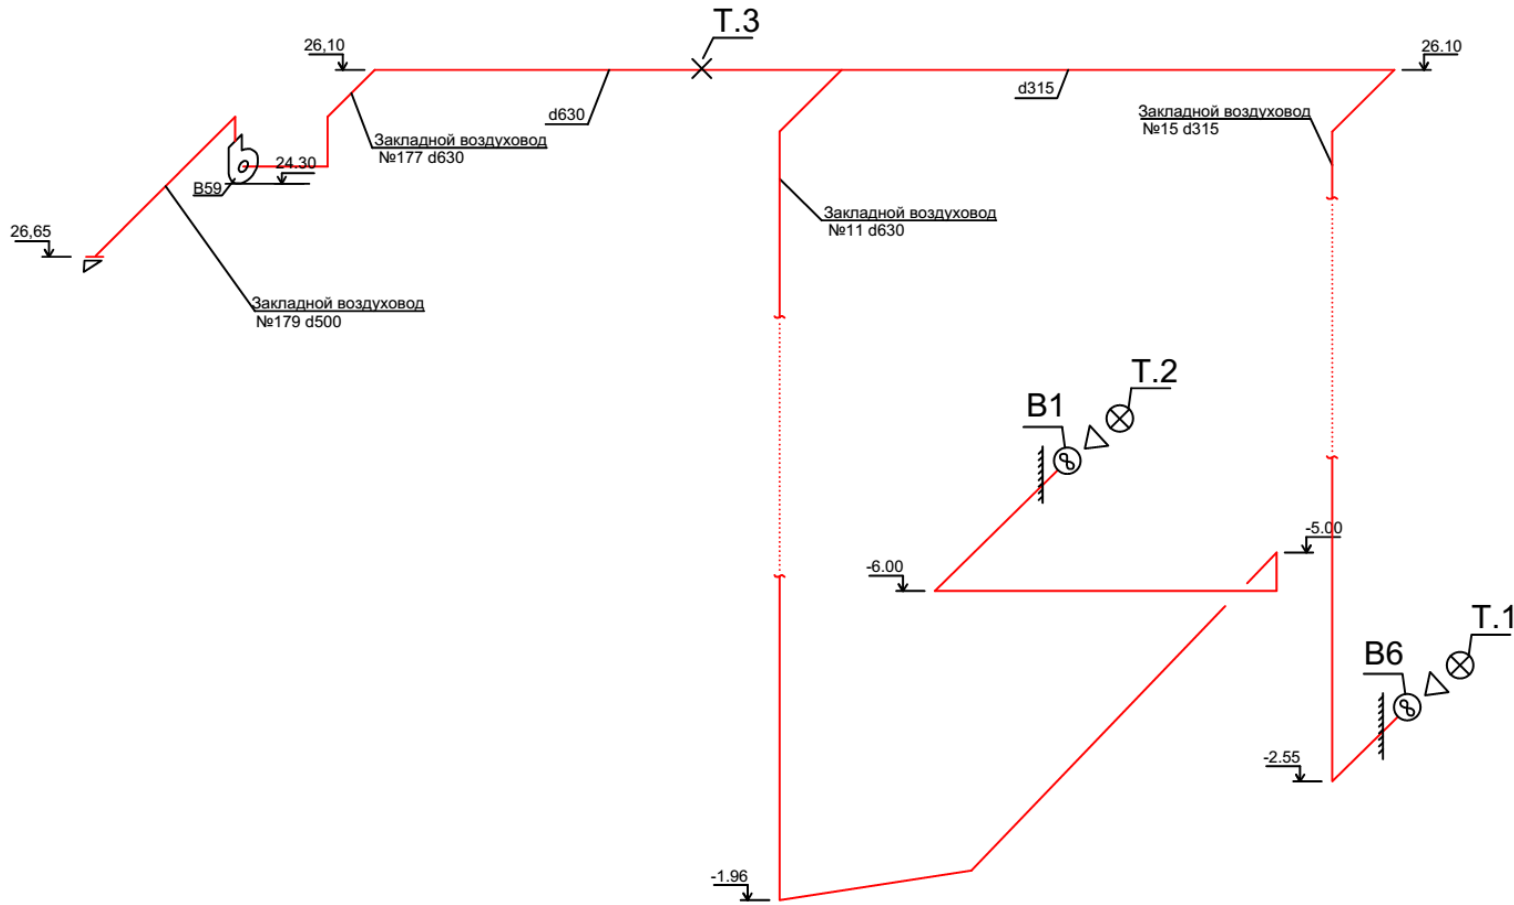 Т.3
26,10
26.10
d630
d315
Закладной воздуховод
№15 d315
Закладной воздуховод
№177 d630
24.30
В59
Закладной воздуховод
№11 d630
26,65
Закладной воздуховод
№179 d500
Т.2
В1
-5.00
-6.00
Т.1
В6
-2.55
-1.96